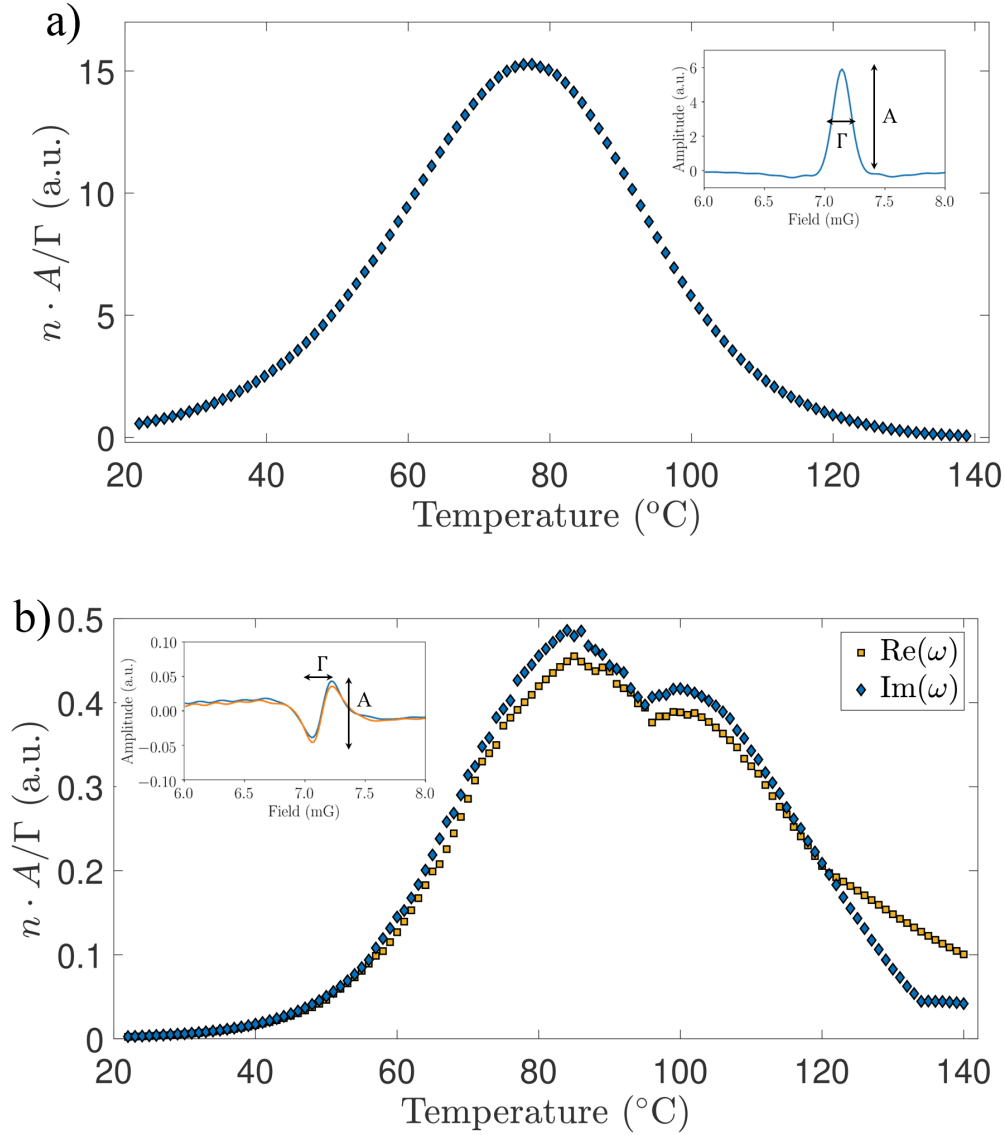 a)
15
10
5
0
n · A/Γ (a.u.)
20 40 60 80 100 120 140
Temperature (°C)
6
4
2
0
Amplitude (a.u.)
A
Γ
6.0 6.5 7.0 7.5 8.0
Field (mG)
b)
0.5
0.4
0.3
0.2
0.1
0
n · A/Γ (a.u.)
20 40 60 80 100 120 140
Temperature (°C)
0.10
0.05
0.00
−0.05
−0.10
Amplitude (a.u.)
Γ
A
6.0 6.5 7.0 7.5 8.0
Field (mG)
Re(ω)
Im(ω)